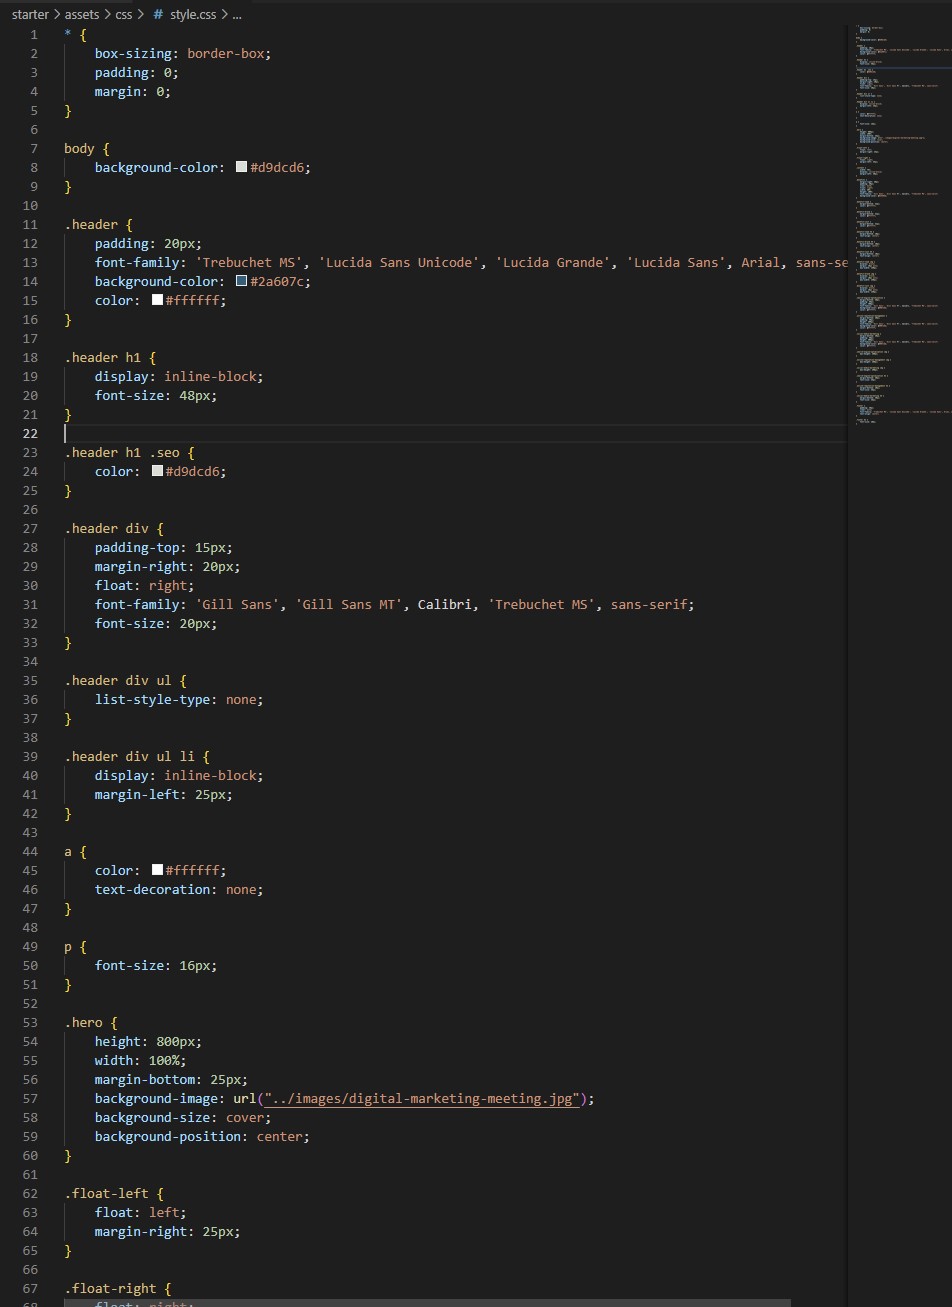 starter > assets > css > # style.css > ...
1 * {
2     box-sizing: border-box;
3     padding: 0;
4     margin: 0;
5 }
6
7 body {
8     background-color: #d9dcd6;
9 }
10
11 .header {
12     padding: 20px;
13     font-family: 'Trebuchet MS', 'Lucida Sans Unicode', 'Lucida Grande', 'Lucida Sans', Arial, sans-se
14     background-color: #2a607c;
15     color: #ffffff;
16 }
17
18 .header h1 {
19     display: inline-block;
20     font-size: 48px;
21 }
22
23 .header h1 .seo {
24     color: #d9dcd6;
25 }
26
27 .header div {
28     padding-top: 15px;
29     margin-right: 20px;
30     float: right;
31     font-family: 'Gill Sans', 'Gill Sans MT', Calibri, 'Trebuchet MS', sans-serif;
32     font-size: 20px;
33 }
34
35 .header div ul {
36     list-style-type: none;
37 }
38
39 .header div ul li {
40     display: inline-block;
41     margin-left: 25px;
42 }
43
44 a {
45     color: #ffffff;
46     text-decoration: none;
47 }
48
49 p {
50     font-size: 16px;
51 }
52
53 .hero {
54     height: 800px;
55     width: 100%;
56     margin-bottom: 25px;
57     background-image: url("../images/digital-marketing-meeting.jpg");
58     background-size: cover;
59     background-position: center;
60 }
61
62 .float-left {
63     float: left;
64     margin-right: 25px;
65 }
66
67 .float-right {
68     float: right;